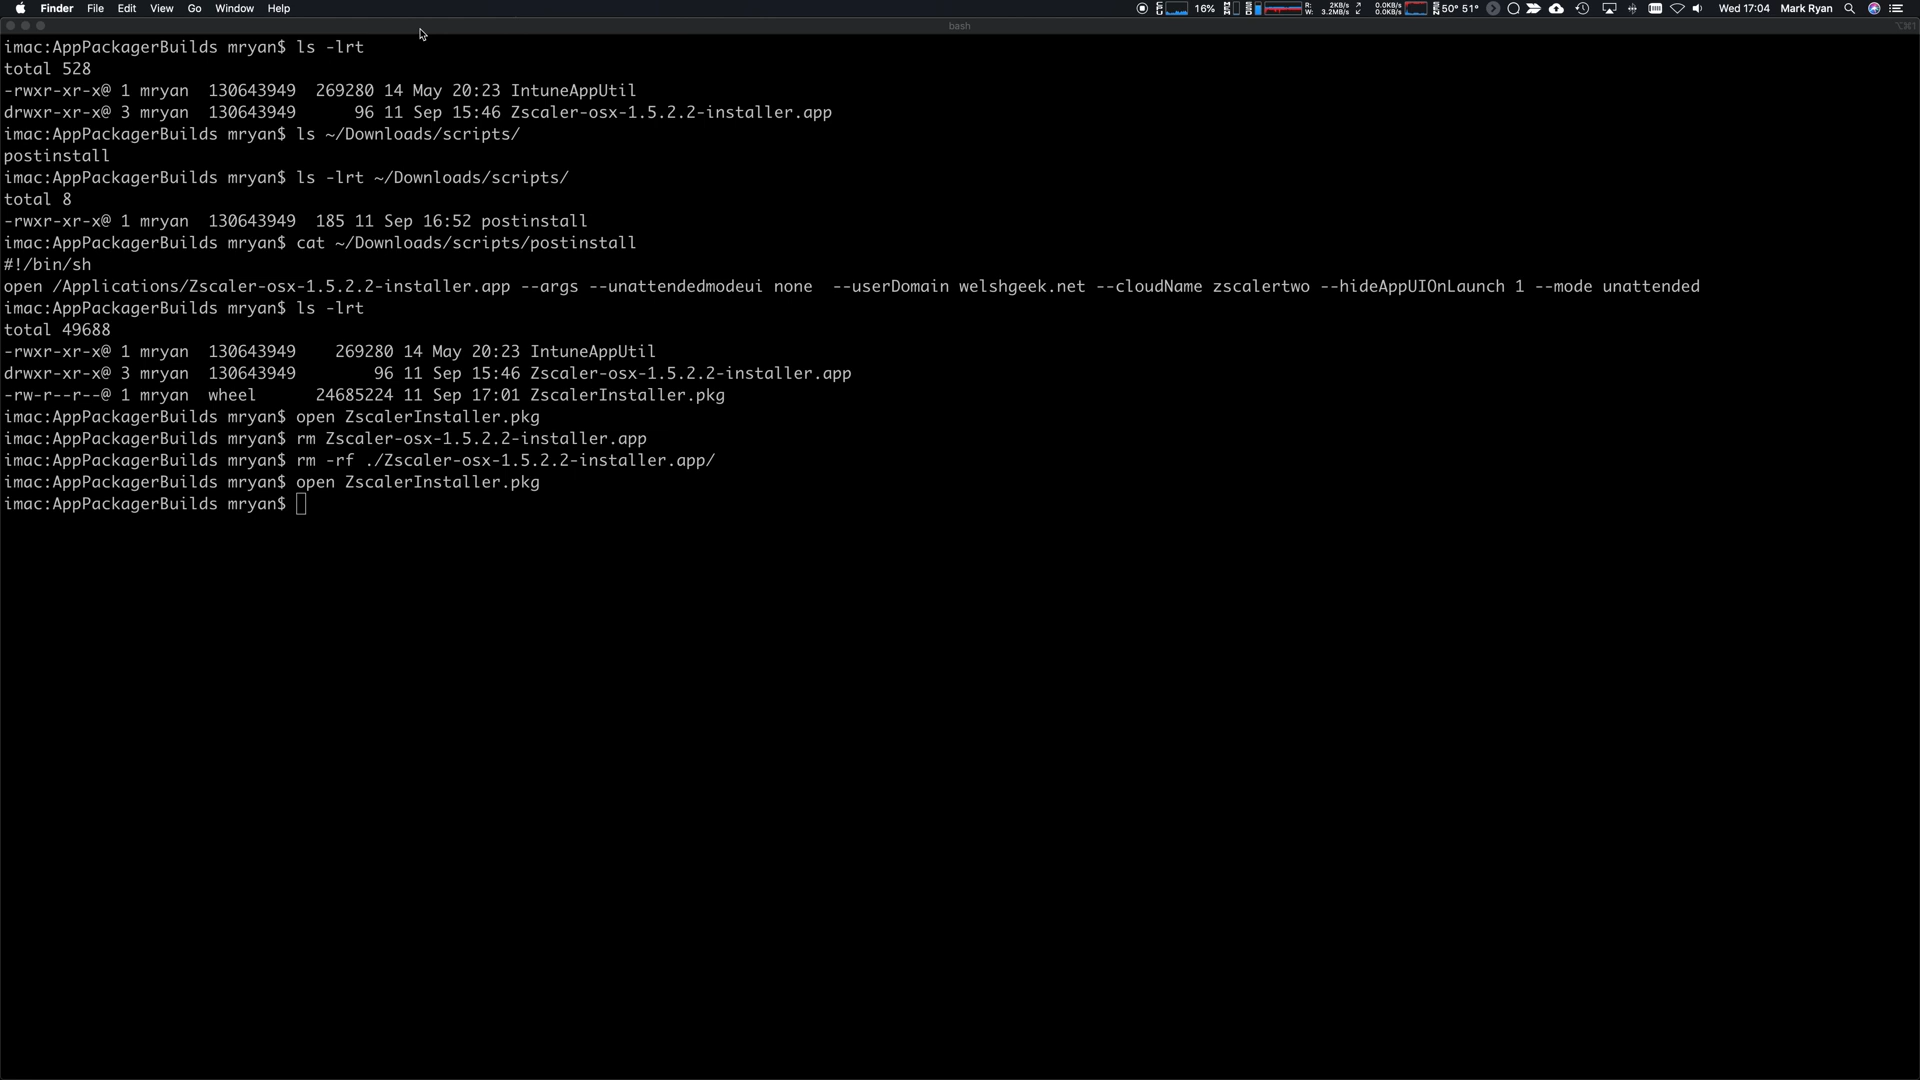 Finder File Edit View Go Window Help 16% R: 2KB/s W: 3.2MB/s 0.0KB/s 0.0KB/s 50° 51° Wed 17:04 Mark Ryan
bash ⌥⌘1
imac:AppPackagerBuilds mryan$ ls -lrt
total 528
-rwxr-xr-x@ 1 mryan  130643949  269280 14 May 20:23 IntuneAppUtil
drwxr-xr-x@ 3 mryan  130643949      96 11 Sep 15:46 Zscaler-osx-1.5.2.2-installer.app
imac:AppPackagerBuilds mryan$ ls ~/Downloads/scripts/
postinstall
imac:AppPackagerBuilds mryan$ ls -lrt ~/Downloads/scripts/
total 8
-rwxr-xr-x@ 1 mryan  130643949  185 11 Sep 16:52 postinstall
imac:AppPackagerBuilds mryan$ cat ~/Downloads/scripts/postinstall
#!/bin/sh
open /Applications/Zscaler-osx-1.5.2.2-installer.app --args --unattendedmodeui none  --userDomain welshgeek.net --cloudName zscalertwo --hideAppUIOnLaunch 1 --mode unattended
imac:AppPackagerBuilds mryan$ ls -lrt
total 49688
-rwxr-xr-x@ 1 mryan  130643949    269280 14 May 20:23 IntuneAppUtil
drwxr-xr-x@ 3 mryan  130643949        96 11 Sep 15:46 Zscaler-osx-1.5.2.2-installer.app
-rw-r--r--@ 1 mryan  wheel      24685224 11 Sep 17:01 ZscalerInstaller.pkg
imac:AppPackagerBuilds mryan$ open ZscalerInstaller.pkg
imac:AppPackagerBuilds mryan$ rm Zscaler-osx-1.5.2.2-installer.app
imac:AppPackagerBuilds mryan$ rm -rf ./Zscaler-osx-1.5.2.2-installer.app/
imac:AppPackagerBuilds mryan$ open ZscalerInstaller.pkg
imac:AppPackagerBuilds mryan$